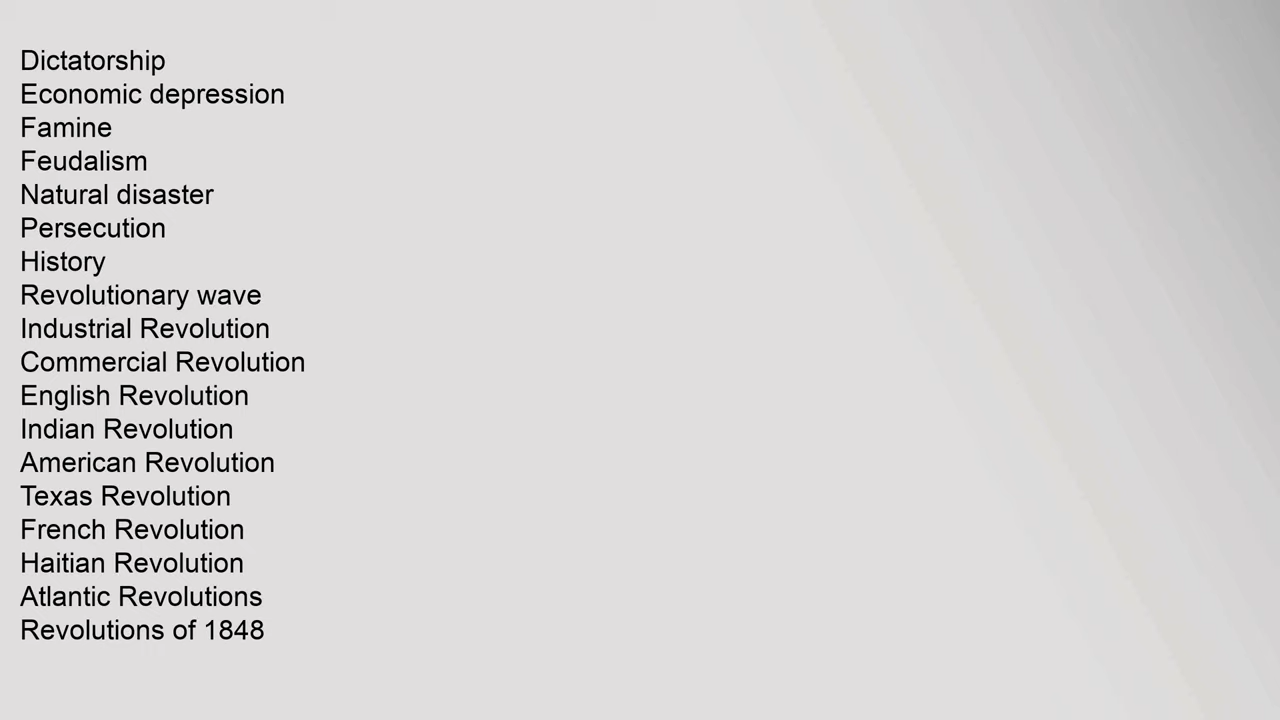 Dictatorship
Economic depression
Famine
Feudalism
Natural disaster
Persecution
History
Revolutionary wave
Industrial Revolution
Commercial Revolution
English Revolution
Indian Revolution
American Revolution
Texas Revolution
French Revolution
Haitian Revolution
Atlantic Revolutions
Revolutions of 1848